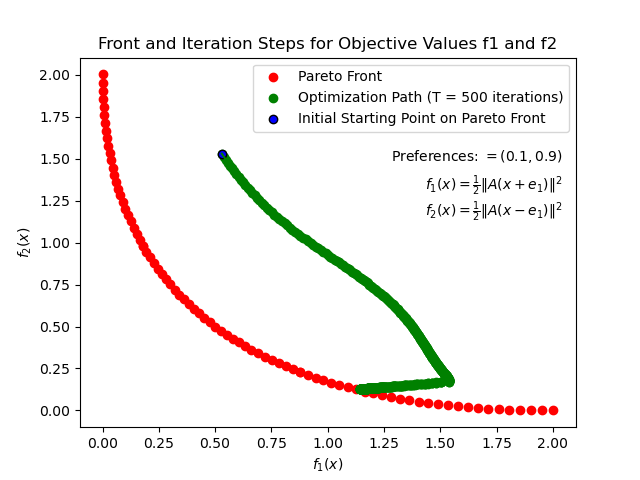 Front and Iteration Steps for Objective Values f1 and f2
Pareto Front
Optimization Path (T = 500 iterations)
Initial Starting Point on Pareto Front
Preferences: = (0.1, 0.9)
f₁(x) = ½‖A(x + e₁)‖²
f₂(x) = ½‖A(x − e₁)‖²
f₂(x)
2.00
1.75
1.50
1.25
1.00
0.75
0.50
0.25
0.00
0.00 0.25 0.50 0.75 1.00 1.25 1.50 1.75 2.00
f₁(x)